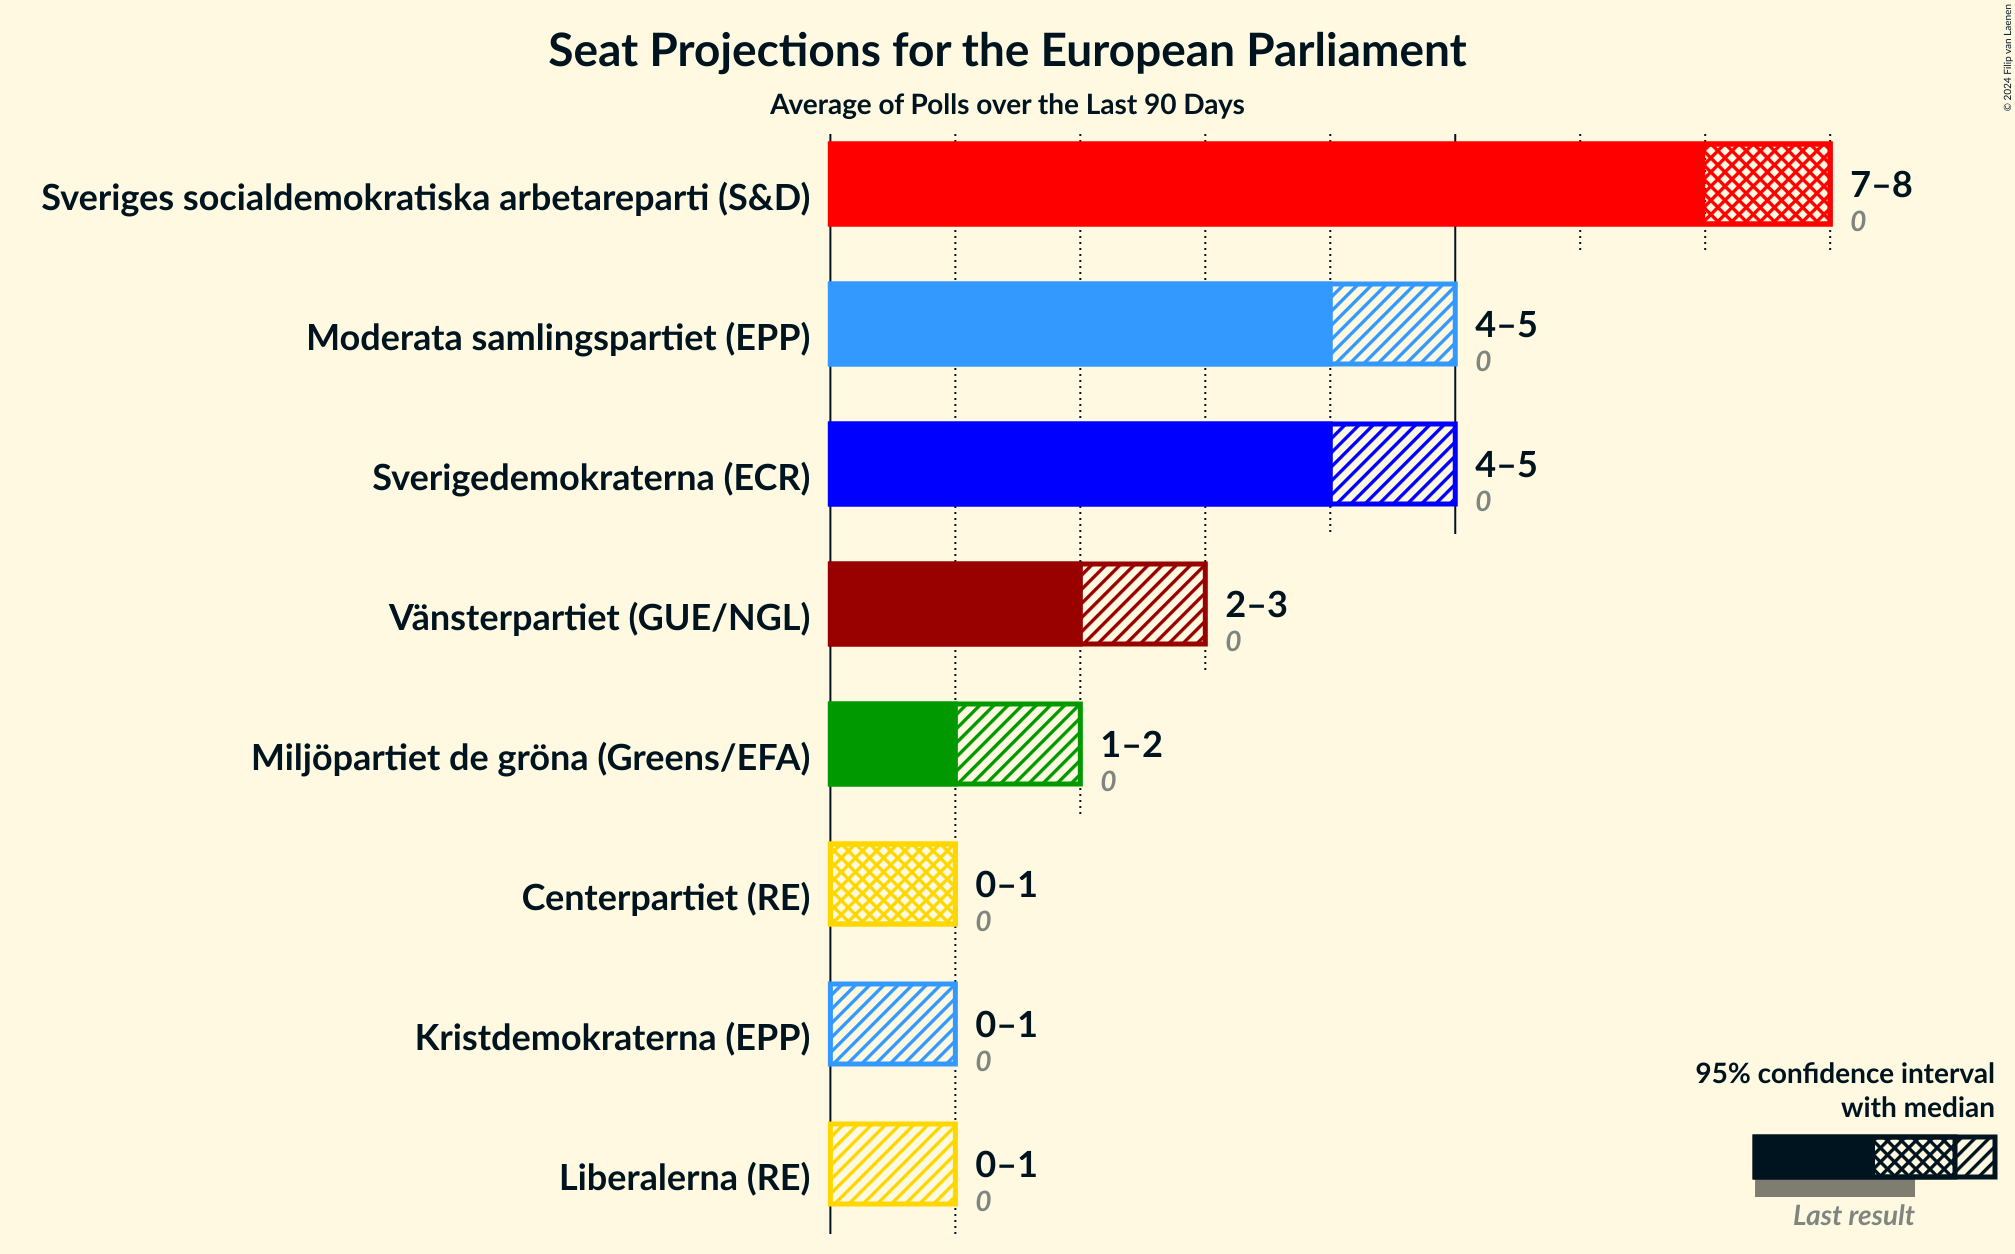 Seat Projections for the European Parliament
Average of Polls over the Last 90 Days
© 2024 Filip van Laenen
Sveriges socialdemokratiska arbetareparti (S&D)
7–8
0
Moderata samlingspartiet (EPP)
4–5
0
Sverigedemokraterna (ECR)
4–5
0
Vänsterpartiet (GUE/NGL)
2–3
0
Miljöpartiet de gröna (Greens/EFA)
1–2
0
Centerpartiet (RE)
0–1
0
Kristdemokraterna (EPP)
0–1
0
Liberalerna (RE)
0–1
0
95% confidence interval
with median
Last result